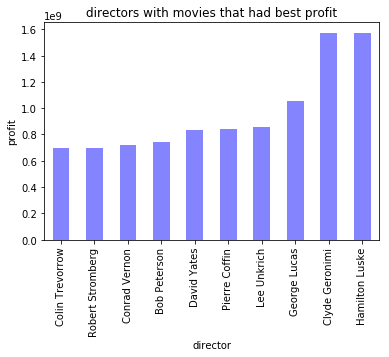 directors with movies that had best profit
1e9
1.6
1.4
1.2
1.0
0.8
0.6
0.4
0.2
0.0
profit
Colin Trevorrow
Robert Stromberg
Conrad Vernon
Bob Peterson
David Yates
Pierre Coffin
Lee Unkrich
George Lucas
Clyde Geronimi
Hamilton Luske
director